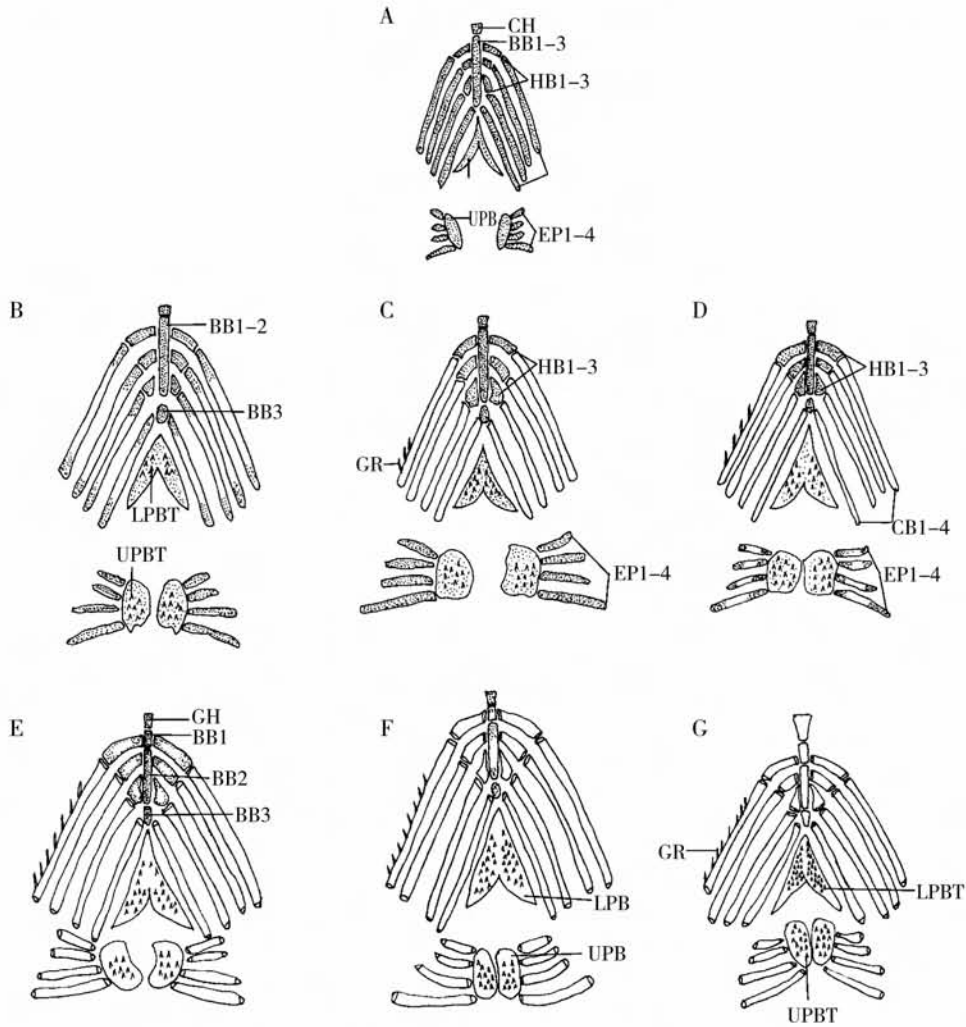 A
CH
BB1-3
HB1-3
UPB
EP1-4
B
BB1-2
BB3
LPBT
UPBT
C
HB1-3
GR
EP1-4
D
HB1-3
CB1-4
EP1-4
E
GH
BB1
BB2
BB3
F
LPB
UPB
G
GR
LPBT
UPBT